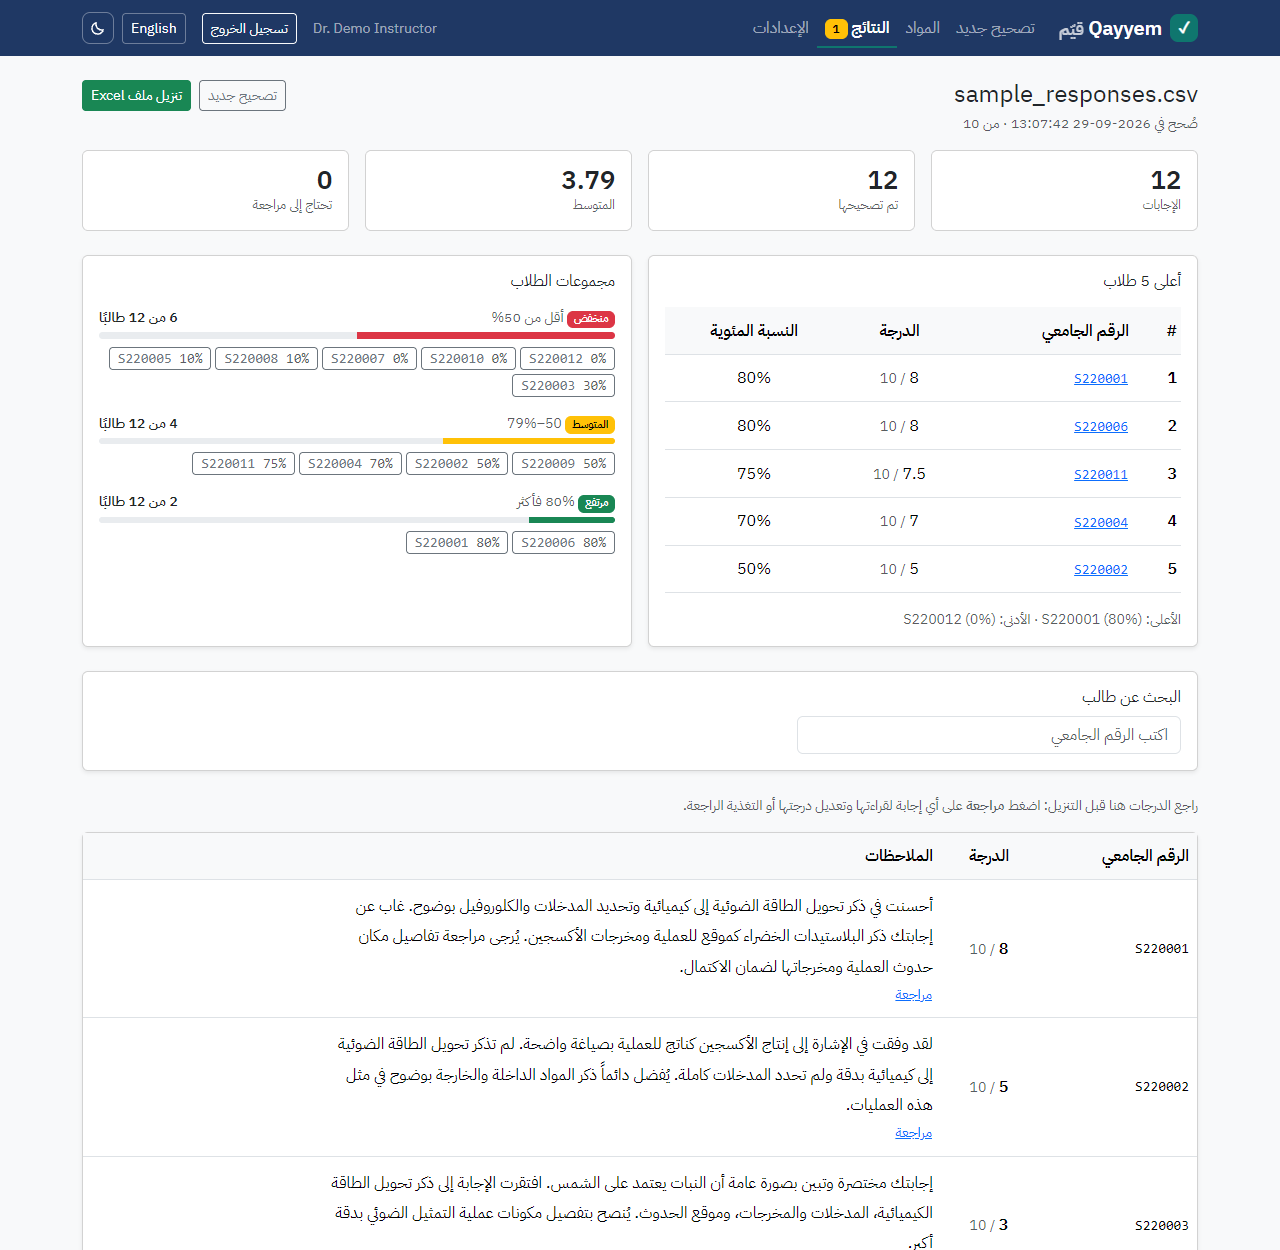 Qayyem قيّم
تصحيح جديد
المواد
النتائج 1
الإعدادات
Dr. Demo Instructor
تسجيل الخروج
English
sample_responses.csv
صُحح في 2026-09-29 13:07:42 · من 10
تصحيح جديد
تنزيل ملف Excel
12
الإجابات
12
تم تصحيحها
3.79
المتوسط
0
تحتاج إلى مراجعة
أعلى 5 طلاب
# الرقم الجامعي الدرجة النسبة المئوية
1 S220001 8 / 10 80%
2 S220006 8 / 10 80%
3 S220011 7.5 / 10 75%
4 S220004 7 / 10 70%
5 S220002 5 / 10 50%
الأعلى: S220001 (80%) · الأدنى: S220012 (0%)
مجموعات الطلاب
منخفض أقل من 50% 6 من 12 طالبًا
S220012 0% S220010 0% S220007 0% S220008 10% S220005 10%
S220003 30%
المتوسط 50–79% 4 من 12 طالبًا
S220009 50% S220002 50% S220004 70% S220011 75%
مرتفع 80% فأكثر 2 من 12 طالبًا
S220006 80% S220001 80%
البحث عن طالب
اكتب الرقم الجامعي
راجع الدرجات هنا قبل التنزيل: اضغط مراجعة على أي إجابة لقراءتها وتعديل درجتها أو التغذية الراجعة.
الرقم الجامعي الدرجة الملاحظات
S220001 8 / 10
أحسنت في ذكر تحويل الطاقة الضوئية إلى كيميائية وتحديد المدخلات والكلوروفيل بوضوح. غاب عن
إجابتك ذكر البلاستيدات الخضراء كموقع للعملية ومخرجات الأكسجين. يُرجى مراجعة تفاصيل مكان
حدوث العملية ومخرجاتها لضمان الاكتمال.
مراجعة
S220002 5 / 10
لقد وفقت في الإشارة إلى إنتاج الأكسجين كناتج للعملية بصياغة واضحة. لم تذكر تحويل الطاقة الضوئية
إلى كيميائية بدقة ولم تحدد المدخلات كاملة. يُفضل دائماً ذكر المواد الداخلة والخارجة بوضوح في مثل
هذه العمليات.
مراجعة
S220003 3 / 10
إجابتك مختصرة وتبين بصورة عامة أن النبات يعتمد على الشمس. افتقرت الإجابة إلى ذكر تحويل الطاقة
الكيميائية، المدخلات والمخرجات، وموقع الحدوث. يُنصح بتفصيل مكونات عملية التمثيل الضوئي بدقة
أكبر.